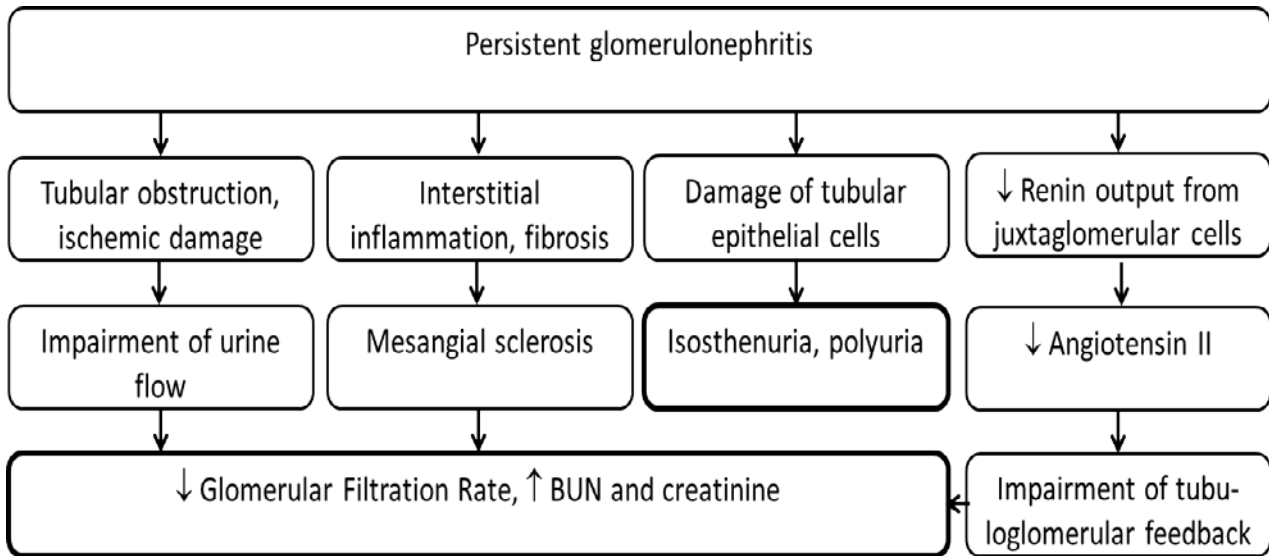 Persistent glomerulonephritis
Tubular obstruction,
ischemic damage
Interstitial
inflammation, fibrosis
Damage of tubular
epithelial cells
↓ Renin output from
juxtaglomerular cells
Impairment of urine
flow
Mesangial sclerosis
Isosthenuria, polyuria
↓ Angiotensin II
↓ Glomerular Filtration Rate, ↑ BUN and creatinine
Impairment of tubu-
loglomerular feedback